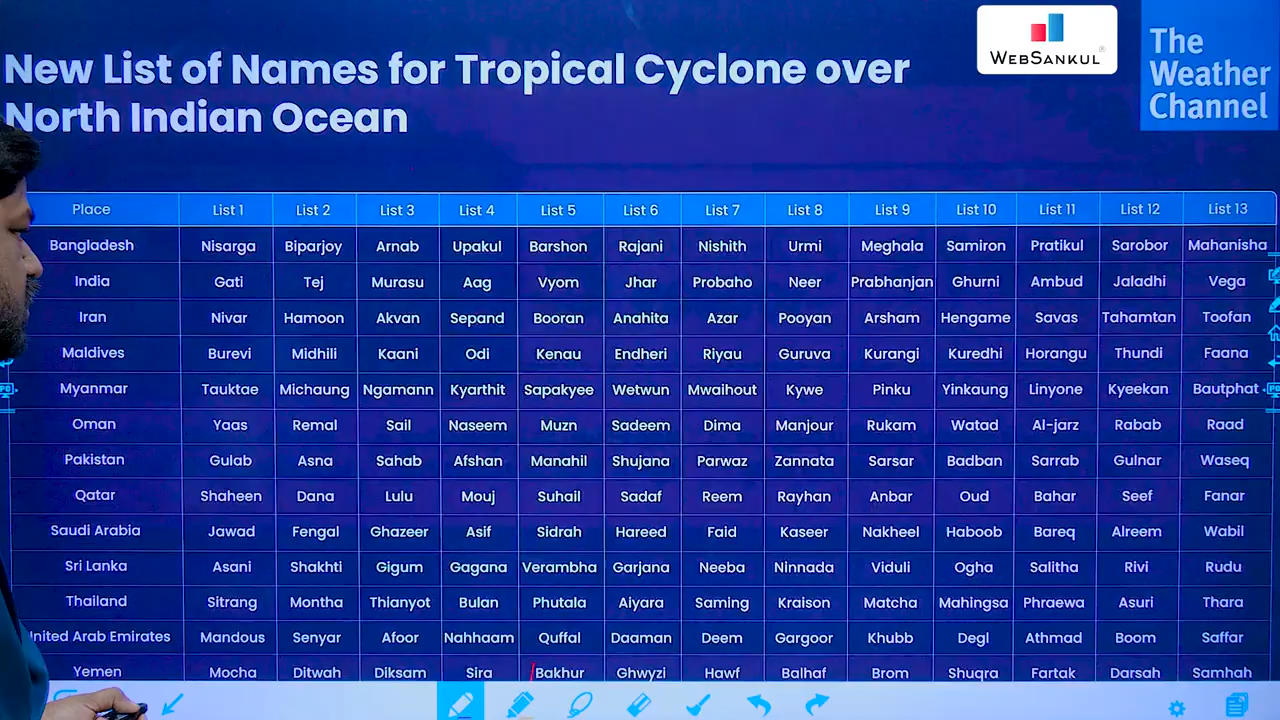 WEBSANKUL®
The
Weather
Channel
New List of Names for Tropical Cyclone over
North Indian Ocean
Place List 1 List 2 List 3 List 4 List 5 List 6 List 7 List 8 List 9 List 10 List 11 List 12 List 13
Bangladesh Nisarga Biparjoy Arnab Upakul Barshon Rajani Nishith Urmi Meghala Samiron Pratikul Sarobor Mahanisha
India Gati Tej Murasu Aag Vyom Jhar Probaho Neer Prabhanjan Ghurni Ambud Jaladhi Vega
Iran Nivar Hamoon Akvan Sepand Booran Anahita Azar Pooyan Arsham Hengame Savas Tahamtan Toofan
Maldives Burevi Midhili Kaani Odi Kenau Endheri Riyau Guruva Kurangi Kuredhi Horangu Thundi Faana
Myanmar Tauktae Michaung Ngamann Kyarthit Sapakyee Wetwun Mwaihout Kywe Pinku Yinkaung Linyone Kyeekan Bautphat
Oman Yaas Remal Sail Naseem Muzn Sadeem Dima Manjour Rukam Watad Al-jarz Rabab Raad
Pakistan Gulab Asna Sahab Afshan Manahil Shujana Parwaz Zannata Sarsar Badban Sarrab Gulnar Waseq
Qatar Shaheen Dana Lulu Mouj Suhail Sadaf Reem Rayhan Anbar Oud Bahar Seef Fanar
Saudi Arabia Jawad Fengal Ghazeer Asif Sidrah Hareed Faid Kaseer Nakheel Haboob Bareq Alreem Wabil
Sri Lanka Asani Shakhti Gigum Gagana Verambha Garjana Neeba Ninnada Viduli Ogha Salitha Rivi Rudu
Thailand Sitrang Montha Thianyot Bulan Phutala Aiyara Saming Kraison Matcha Mahingsa Phraewa Asuri Thara
United Arab Emirates Mandous Senyar Afoor Nahhaam Quffal Daaman Deem Gargoor Khubb Degl Athmad Boom Saffar
Yemen Mocha Ditwah Diksam Sira Bakhur Ghwyzi Hawf Balhaf Brom Shuqra Fartak Darsah Samhah